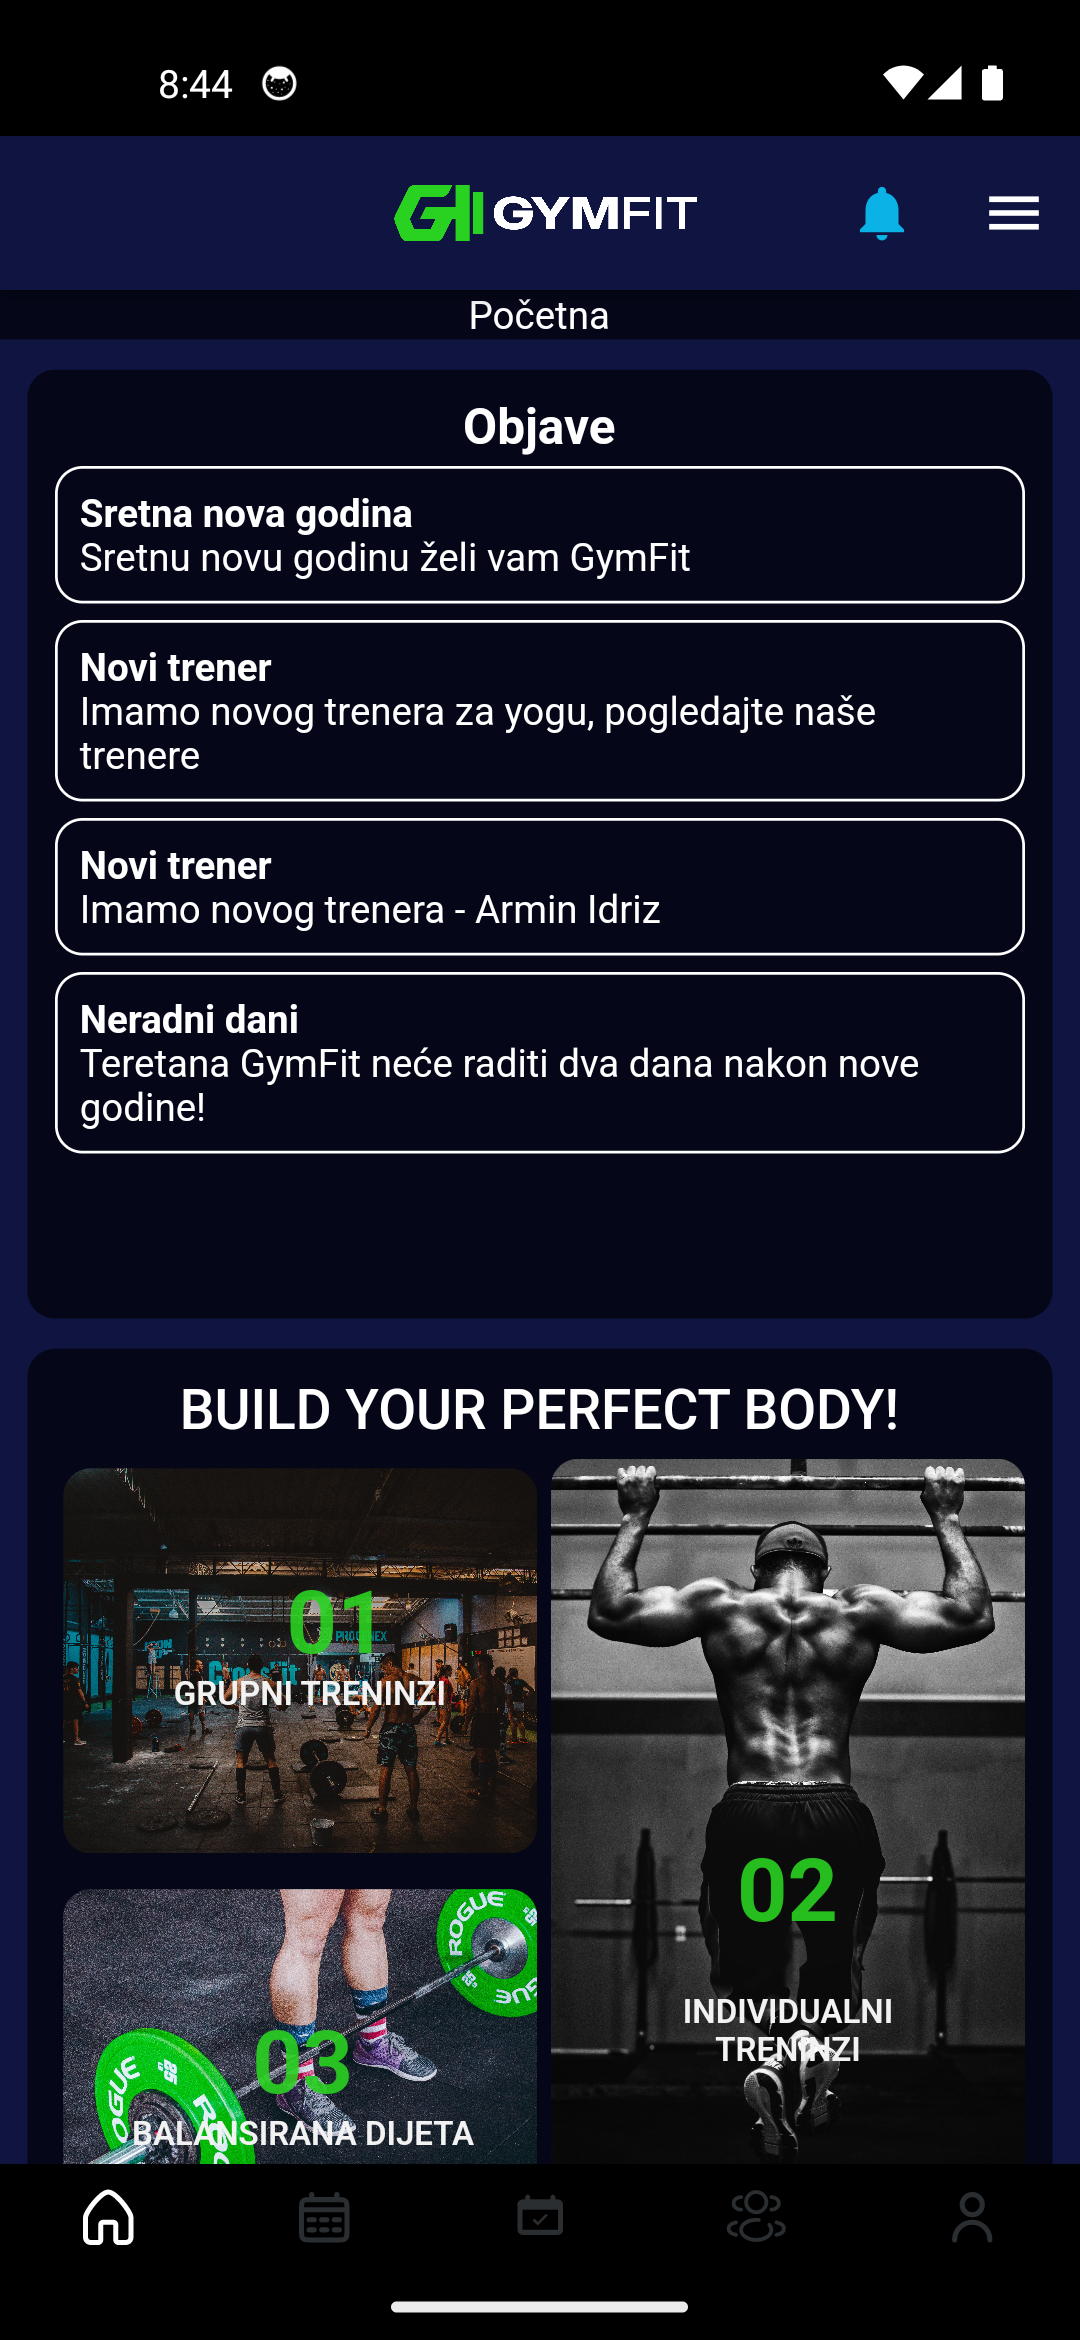 8:44
GYMFIT
Početna
Objave
Sretna nova godina
Sretnu novu godinu želi vam GymFit
Novi trener
Imamo novog trenera za yogu, pogledajte naše
trenere
Novi trener
Imamo novog trenera - Armin Idriz
Neradni dani
Teretana GymFit neće raditi dva dana nakon nove
godine!
BUILD YOUR PERFECT BODY!
01
GRUPNI TRENINZI
02
INDIVIDUALNI
TRENINZI
ROGUE
ROGUE
03
BALANSIRANA DIJETA